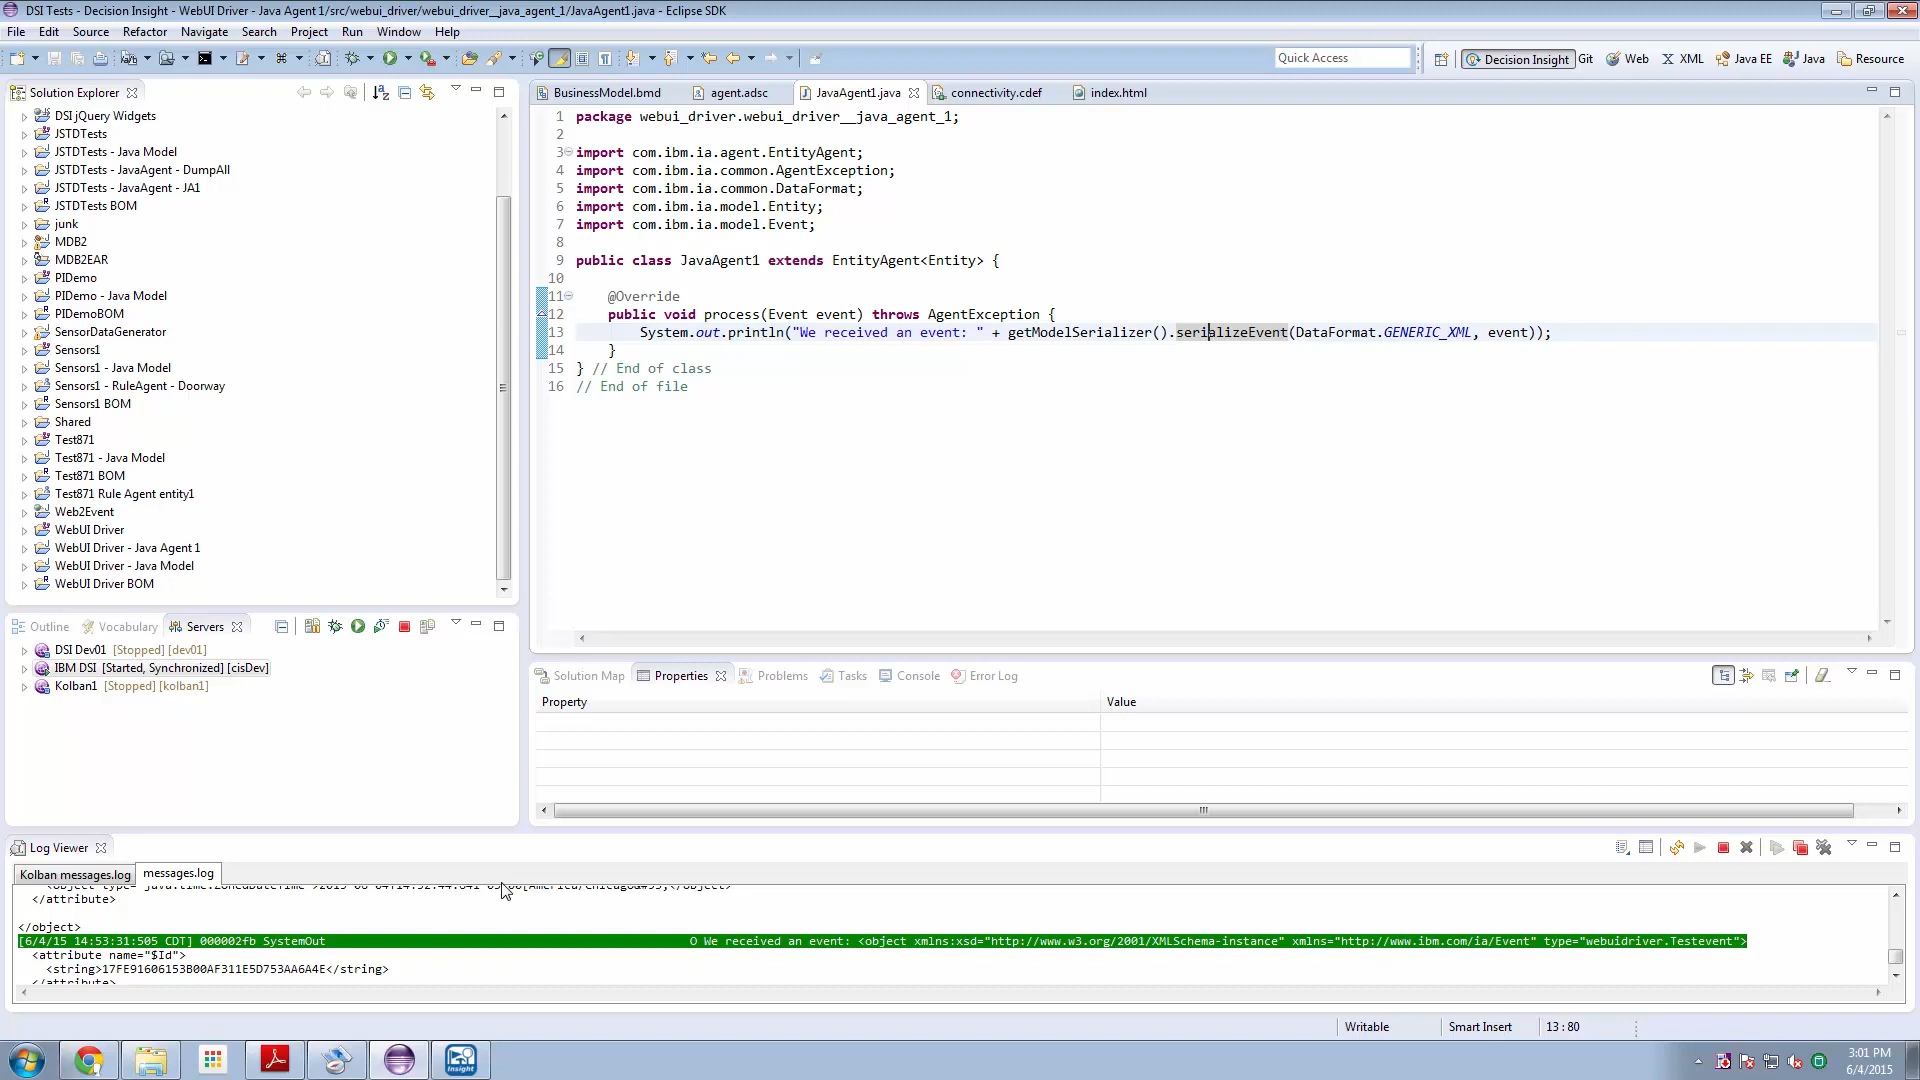 DSI Tests - Decision Insight - WebUI Driver - Java Agent 1/src/webui_driver/webui_driver__java_agent_1/JavaAgent1.java - Eclipse SDK
File Edit Source Refactor Navigate Search Project Run Window Help
Quick Access
Decision Insight Git Web XML Java EE Java Resource
Solution Explorer
DSI jQuery Widgets
JSTDTests
JSTDTests - Java Model
JSTDTests - JavaAgent - DumpAll
JSTDTests - JavaAgent - JA1
JSTDTests BOM
junk
MDB2
MDB2EAR
PIDemo
PIDemo - Java Model
PIDemoBOM
SensorDataGenerator
Sensors1
Sensors1 - Java Model
Sensors1 - RuleAgent - Doorway
Sensors1 BOM
Shared
Test871
Test871 - Java Model
Test871 BOM
Test871 Rule Agent entity1
Web2Event
WebUI Driver
WebUI Driver - Java Agent 1
WebUI Driver - Java Model
WebUI Driver BOM
BusinessModel.bmd agent.adsc JavaAgent1.java connectivity.cdef index.html
1 package webui_driver.webui_driver__java_agent_1;
2
3 import com.ibm.ia.agent.EntityAgent;
4 import com.ibm.ia.common.AgentException;
5 import com.ibm.ia.common.DataFormat;
6 import com.ibm.ia.model.Entity;
7 import com.ibm.ia.model.Event;
8
9 public class JavaAgent1 extends EntityAgent<Entity> {
10
11 @Override
12 public void process(Event event) throws AgentException {
13 System.out.println("We received an event: " + getModelSerializer().serializeEvent(DataFormat.GENERIC_XML, event));
14 }
15 } // End of class
16 // End of file
Outline Vocabulary Servers
DSI Dev01 [Stopped] [dev01]
IBM DSI [Started, Synchronized] [cisDev]
Kolban1 [Stopped] [kolban1]
Solution Map Properties Problems Tasks Console Error Log
Property Value
Log Viewer
Kolban messages.log messages.log
</attribute>
</object>
[6/4/15 14:53:31:505 CDT] 000002fb SystemOut O We received an event: <object xmlns:xsd="http://www.w3.org/2001/XMLSchema-instance" xmlns="http://www.ibm.com/ia/Event" type="webuidriver.Testevent">
<attribute name="$Id">
<string>17FE91606153B00AF311E5D753AA6A4E</string>
</attribute>
Writable Smart Insert 13 : 80
Insight
3:01 PM
6/4/2015